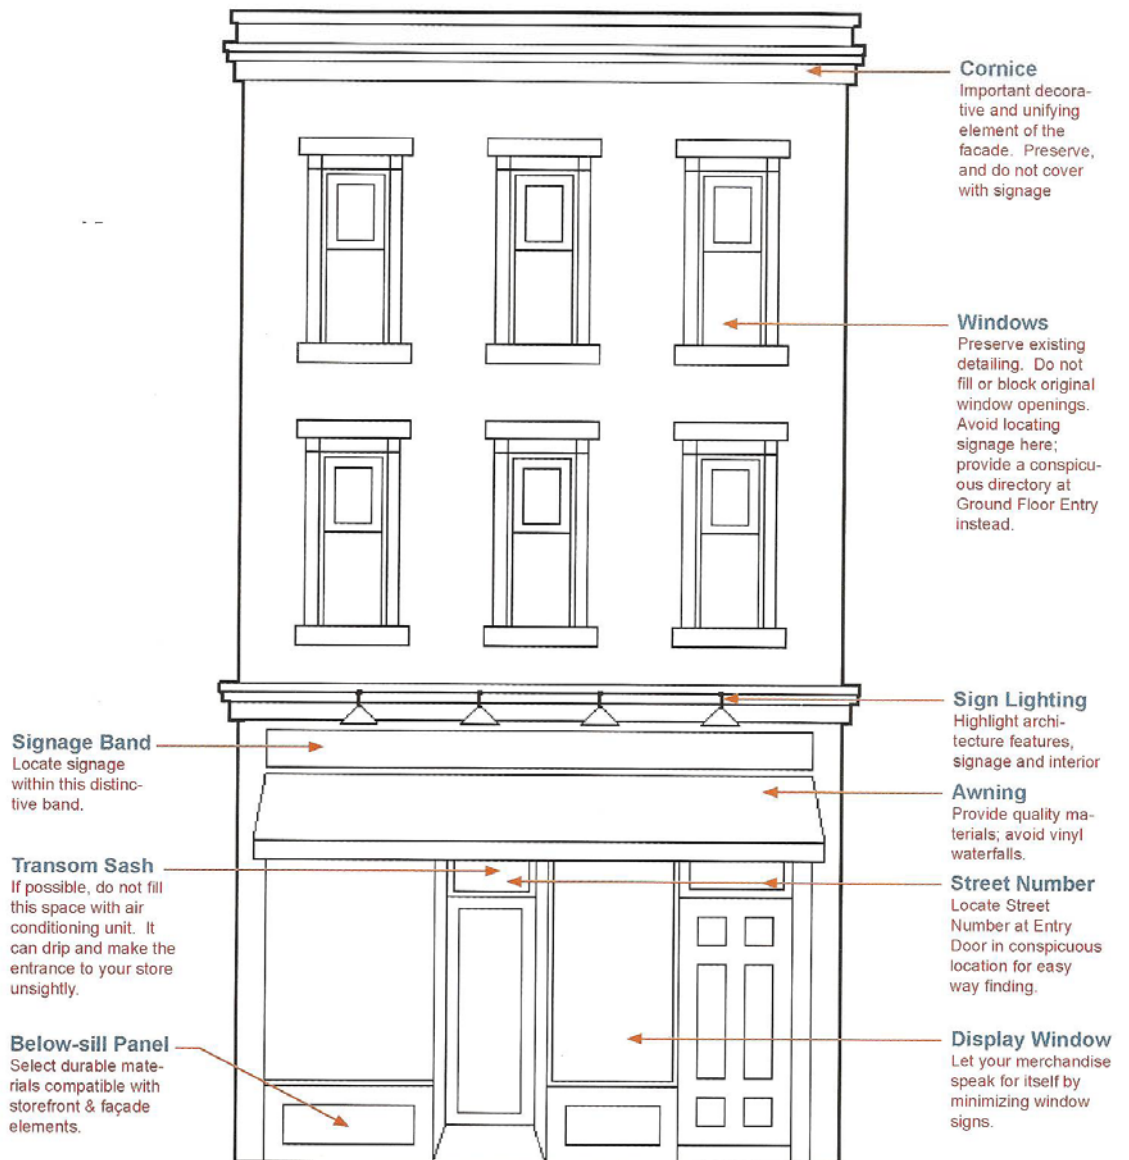 Cornice
Important decora-
tive and unifying
element of the
facade. Preserve,
and do not cover
with signage
Windows
Preserve existing
detailing. Do not
fill or block original
window openings.
Avoid locating
signage here;
provide a conspicu-
ous directory at
Ground Floor Entry
instead.
Sign Lighting
Highlight archi-
tecture features,
signage and interior
Awning
Provide quality ma-
terials; avoid vinyl
waterfalls.
Street Number
Locate Street
Number at Entry
Door in conspicuous
location for easy
way finding.
Display Window
Let your merchandise
speak for itself by
minimizing window
signs.
Signage Band
Locate signage
within this distinc-
tive band.
Transom Sash
If possible, do not fill
this space with air
conditioning unit. It
can drip and make the
entrance to your store
unsightly.
Below-sill Panel
Select durable mate-
rials compatible with
storefront & façade
elements.